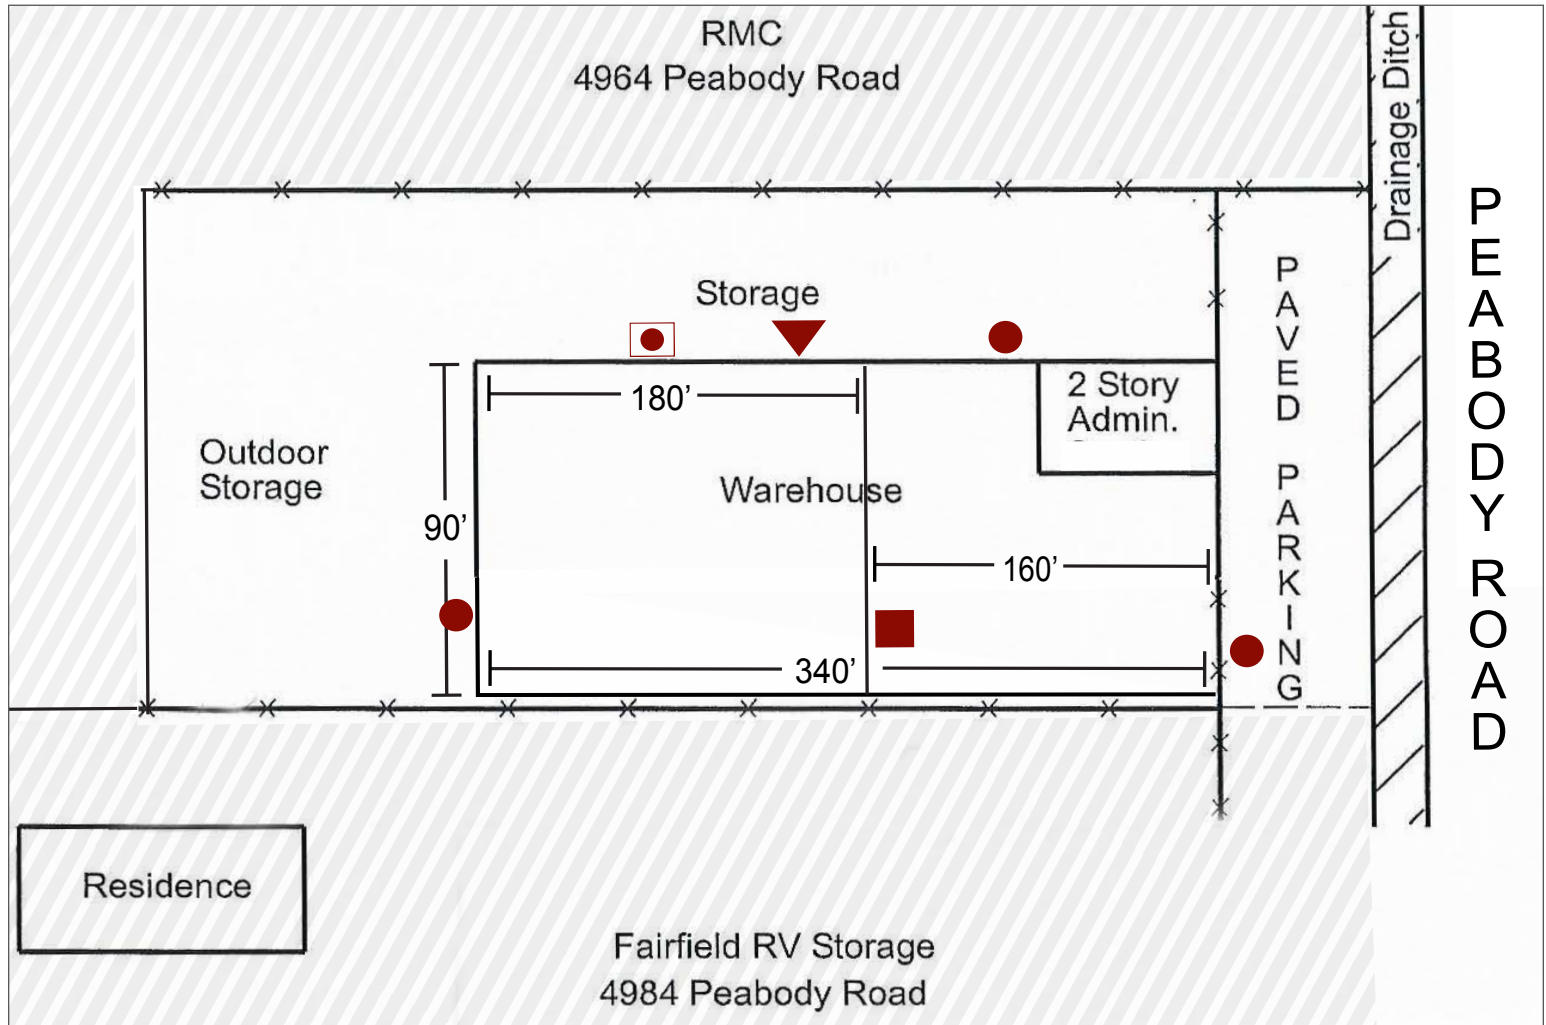 RMC
4964 Peabody Road
Drainage Ditch
PEABODY ROAD
PAVED PARKING
Storage
180’
2 Story
Admin.
Outdoor
Storage
90’
Warehouse
160’
340’
Residence
Fairfield RV Storage
4984 Peabody Road